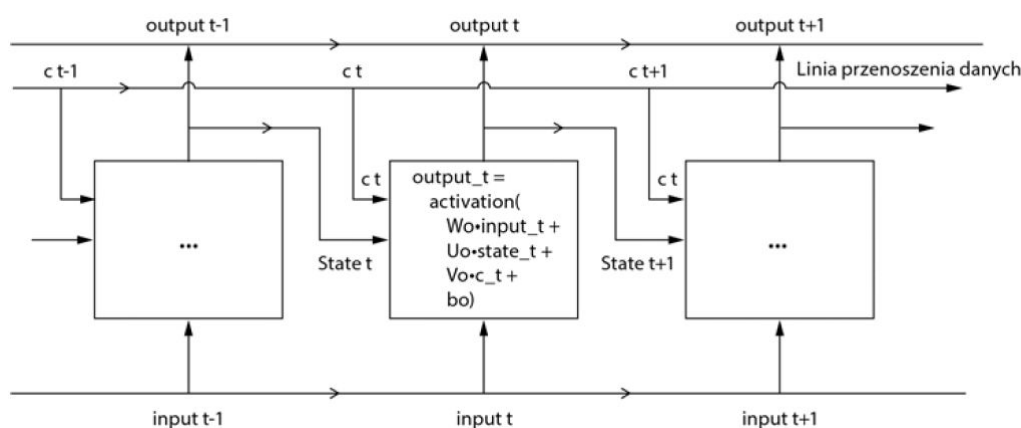 output t-1
output t
output t+1
c t-1
c t
c t+1
Linia przenoszenia danych
c t
output_t =
activation(
Wo•input_t +
Uo•state_t +
Vo•c_t +
bo)
c t
...
...
State t
State t+1
input t-1
input t
input t+1